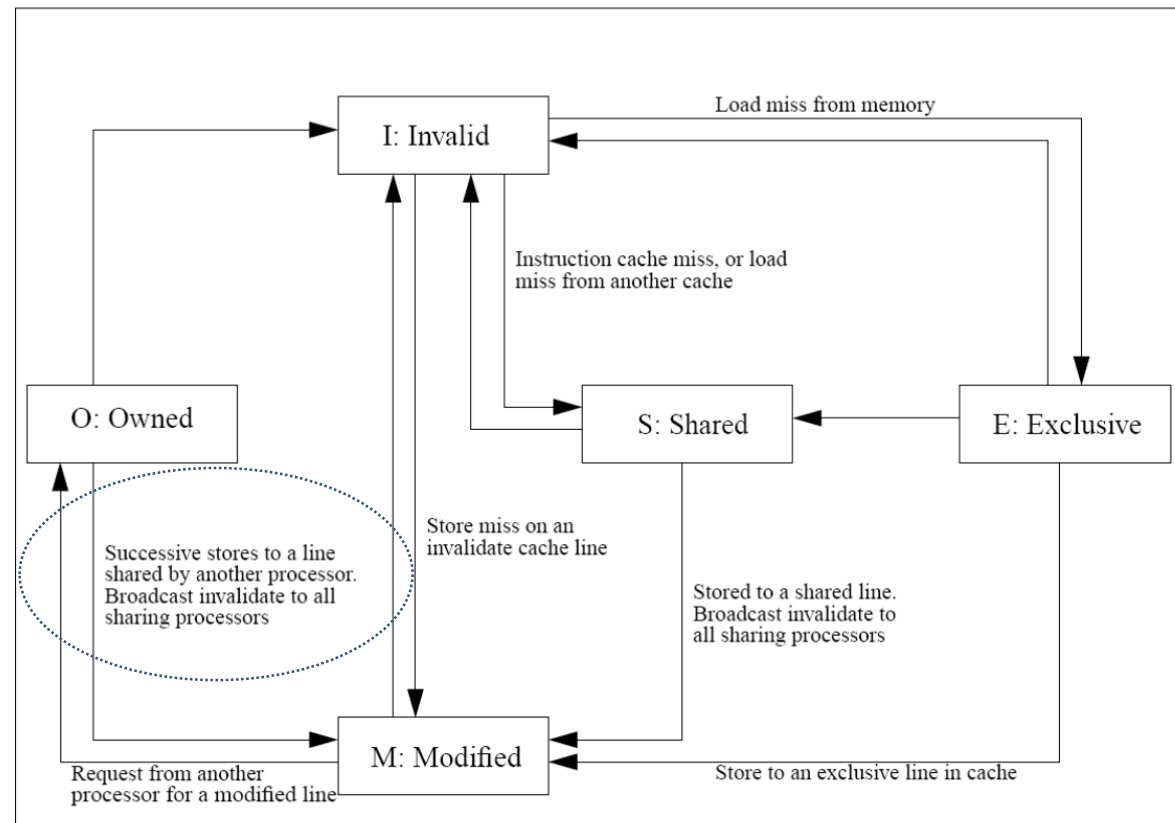 Load miss from memory
I: Invalid
Instruction cache miss, or load
miss from another cache
O: Owned
S: Shared
E: Exclusive
Successive stores to a line
shared by another processor.
Broadcast invalidate to all
sharing processors
Store miss on an
invalidate cache line
Stored to a shared line.
Broadcast invalidate to
all sharing processors
M: Modified
Request from another
processor for a modified line
Store to an exclusive line in cache